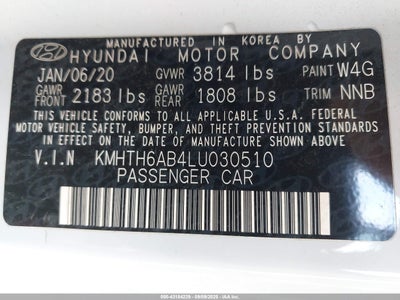 MANUFACTURED IN KOREA BY
HYUNDAI MOTOR COMPANY
JAN/06/20 GVWR 3814 lbs PAINT W4G
GAWR FRONT 2183 lbs GAWR REAR 1808 lbs TRIM NNB
THIS VEHICLE CONFORMS TO ALL APPLICABLE U.S.A. FEDERAL
MOTOR VEHICLE SAFETY, BUMPER, AND THEFT PREVENTION
STANDARDS IN EFFECT ON THE DATE OF MANUFACTURE SHOWN ABOVE.
V.I.N KMHTH6AB4LU030510
PASSENGER CAR